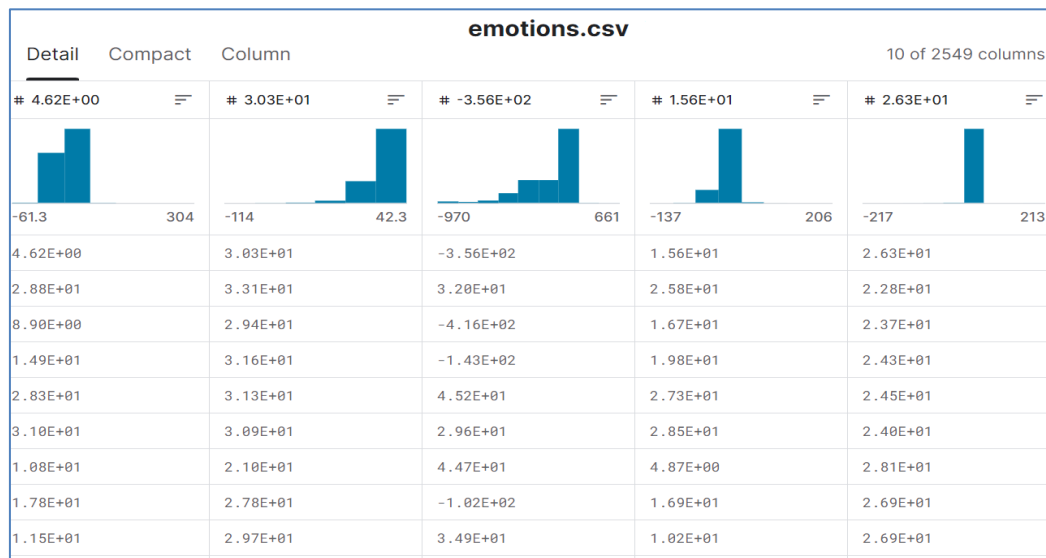 emotions.csv
Detail Compact Column 10 of 2549 columns
# 4.62E+00 # 3.03E+01 # -3.56E+02 # 1.56E+01 # 2.63E+01
-61.3 304 -114 42.3 -970 661 -137 206 -217 213
4.62E+00 3.03E+01 -3.56E+02 1.56E+01 2.63E+01
2.88E+01 3.31E+01 3.20E+01 2.58E+01 2.28E+01
8.90E+00 2.94E+01 -4.16E+02 1.67E+01 2.37E+01
1.49E+01 3.16E+01 -1.43E+02 1.98E+01 2.43E+01
2.83E+01 3.13E+01 4.52E+01 2.73E+01 2.45E+01
3.10E+01 3.09E+01 2.96E+01 2.85E+01 2.40E+01
1.08E+01 2.10E+01 4.47E+01 4.87E+00 2.81E+01
1.78E+01 2.78E+01 -1.02E+02 1.69E+01 2.69E+01
1.15E+01 2.97E+01 3.49E+01 1.02E+01 2.69E+01